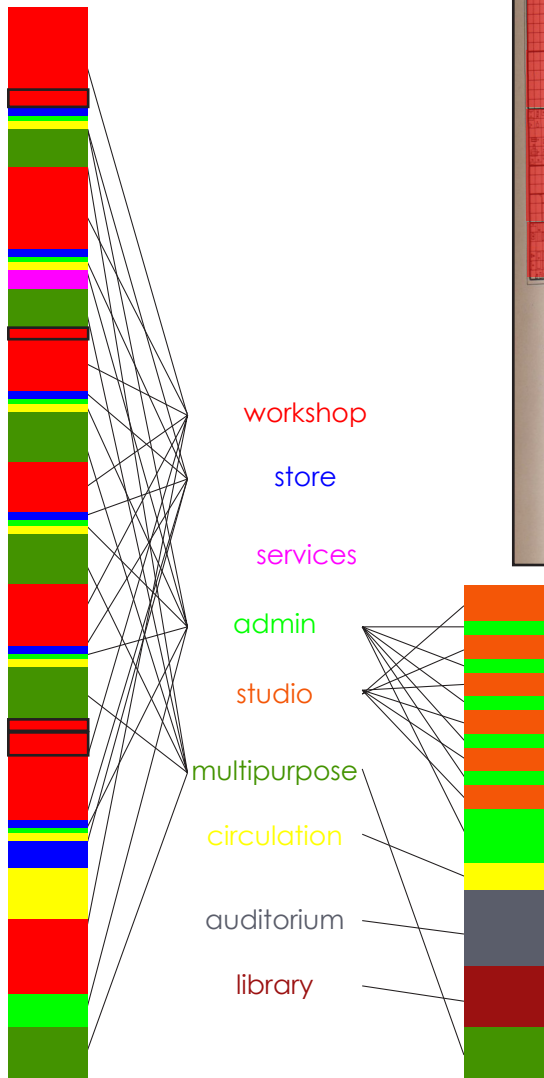 workshop
store
services
admin
studio
multipurpose
circulation
auditorium
library